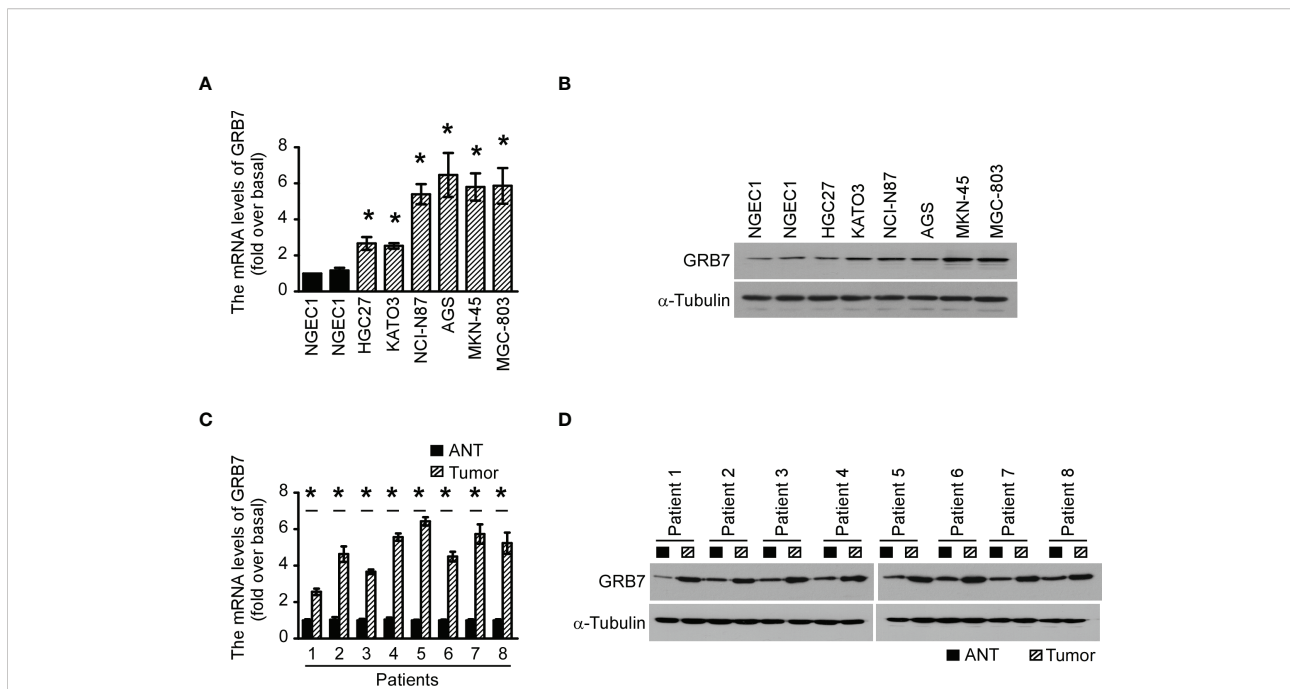 A
The mRNA levels of GRB7
(fold over basal)
8
6
4
2
0
* * * * * *
NGEC1
NGEC1
HGC27
KATO3
NCI-N87
AGS
MKN-45
MGC-803
B
NGEC1
NGEC1
HGC27
KATO3
NCI-N87
AGS
MKN-45
MGC-803
GRB7
α-Tubulin
C
ANT
Tumor
The mRNA levels of GRB7
(fold over basal)
8
6
4
2
0
* * * * * * * *
1 2 3 4 5 6 7 8
Patients
D
Patient 1
Patient 2
Patient 3
Patient 4
Patient 5
Patient 6
Patient 7
Patient 8
GRB7
α-Tubulin
ANT Tumor